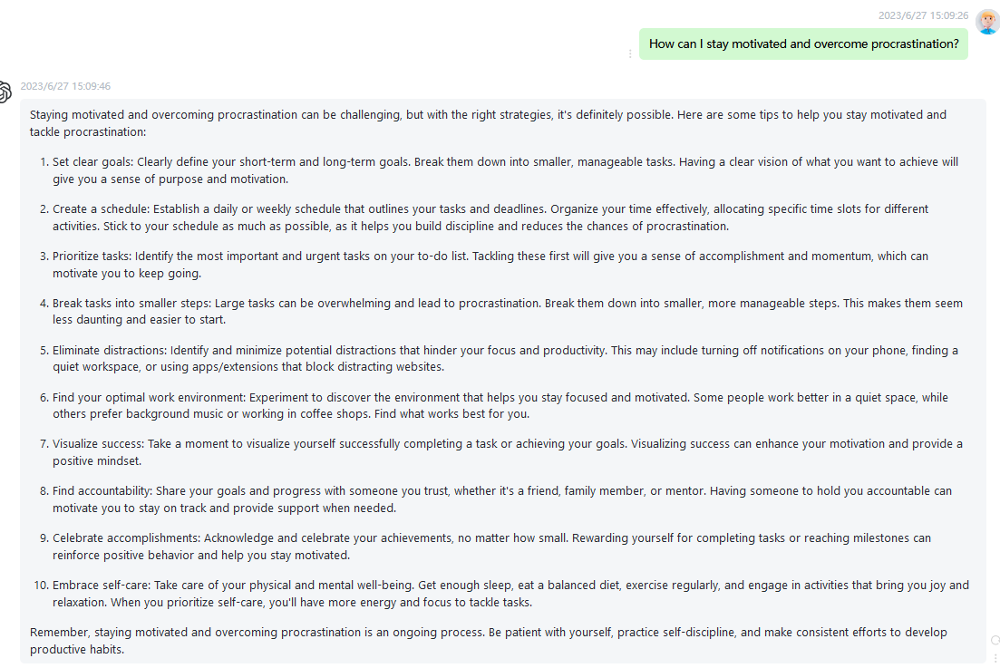 2023/6/27 15:09:26
How can I stay motivated and overcome procrastination?
2023/6/27 15:09:46
Staying motivated and overcoming procrastination can be challenging, but with the right strategies, it's definitely possible. Here are some tips to help you stay motivated and
tackle procrastination:
1. Set clear goals: Clearly define your short-term and long-term goals. Break them down into smaller, manageable tasks. Having a clear vision of what you want to achieve will
give you a sense of purpose and motivation.
2. Create a schedule: Establish a daily or weekly schedule that outlines your tasks and deadlines. Organize your time effectively, allocating specific time slots for different
activities. Stick to your schedule as much as possible, as it helps you build discipline and reduces the chances of procrastination.
3. Prioritize tasks: Identify the most important and urgent tasks on your to-do list. Tackling these first will give you a sense of accomplishment and momentum, which can
motivate you to keep going.
4. Break tasks into smaller steps: Large tasks can be overwhelming and lead to procrastination. Break them down into smaller, more manageable steps. This makes them seem
less daunting and easier to start.
5. Eliminate distractions: Identify and minimize potential distractions that hinder your focus and productivity. This may include turning off notifications on your phone, finding a
quiet workspace, or using apps/extensions that block distracting websites.
6. Find your optimal work environment: Experiment to discover the environment that helps you stay focused and motivated. Some people work better in a quiet space, while
others prefer background music or working in coffee shops. Find what works best for you.
7. Visualize success: Take a moment to visualize yourself successfully completing a task or achieving your goals. Visualizing success can enhance your motivation and provide a
positive mindset.
8. Find accountability: Share your goals and progress with someone you trust, whether it's a friend, family member, or mentor. Having someone to hold you accountable can
motivate you to stay on track and provide support when needed.
9. Celebrate accomplishments: Acknowledge and celebrate your achievements, no matter how small. Rewarding yourself for completing tasks or reaching milestones can
reinforce positive behavior and help you stay motivated.
10. Embrace self-care: Take care of your physical and mental well-being. Get enough sleep, eat a balanced diet, exercise regularly, and engage in activities that bring you joy and
relaxation. When you prioritize self-care, you'll have more energy and focus to tackle tasks.
Remember, staying motivated and overcoming procrastination is an ongoing process. Be patient with yourself, practice self-discipline, and make consistent efforts to develop
productive habits.